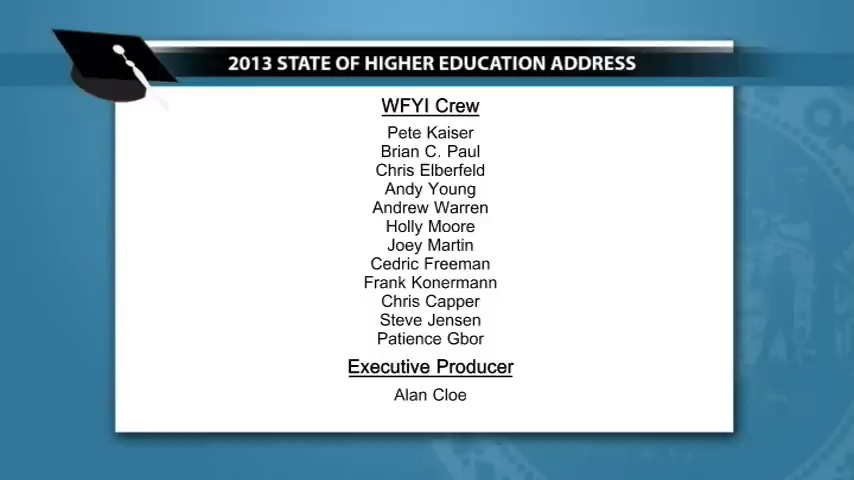 2013 STATE OF HIGHER EDUCATION ADDRESS
WFYI Crew
Pete Kaiser
Brian C. Paul
Chris Elberfeld
Andy Young
Andrew Warren
Holly Moore
Joey Martin
Cedric Freeman
Frank Konermann
Chris Capper
Steve Jensen
Patience Gbor
Executive Producer
Alan Cloe